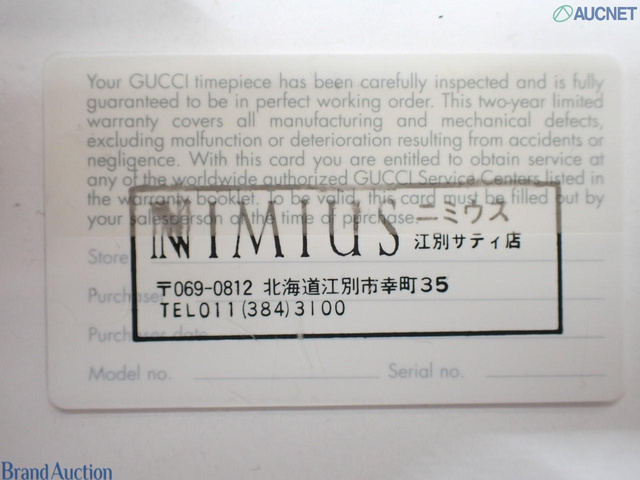 AUCNET
Your GUCCI timepiece has been carefully inspected and is fully
guaranteed to be in perfect working order. This two-year limited
warranty covers all manufacturing and mechanical defects,
excluding malfunction or deterioration resulting from accidents or
negligence. With this card you are entitled to obtain service at
any of the worldwide authorized GUCCI Service Centers listed in
the warranty booklet. To be valid, this card must be filled out by
your salesperson at the time of purchase.
NIMIUS ニミウス
江別サティ店
Store
〒069-0812 北海道江別市幸町35
Purchaser
TEL011(384)3100
Purchase date
Model no. Serial no.
Brand Auction